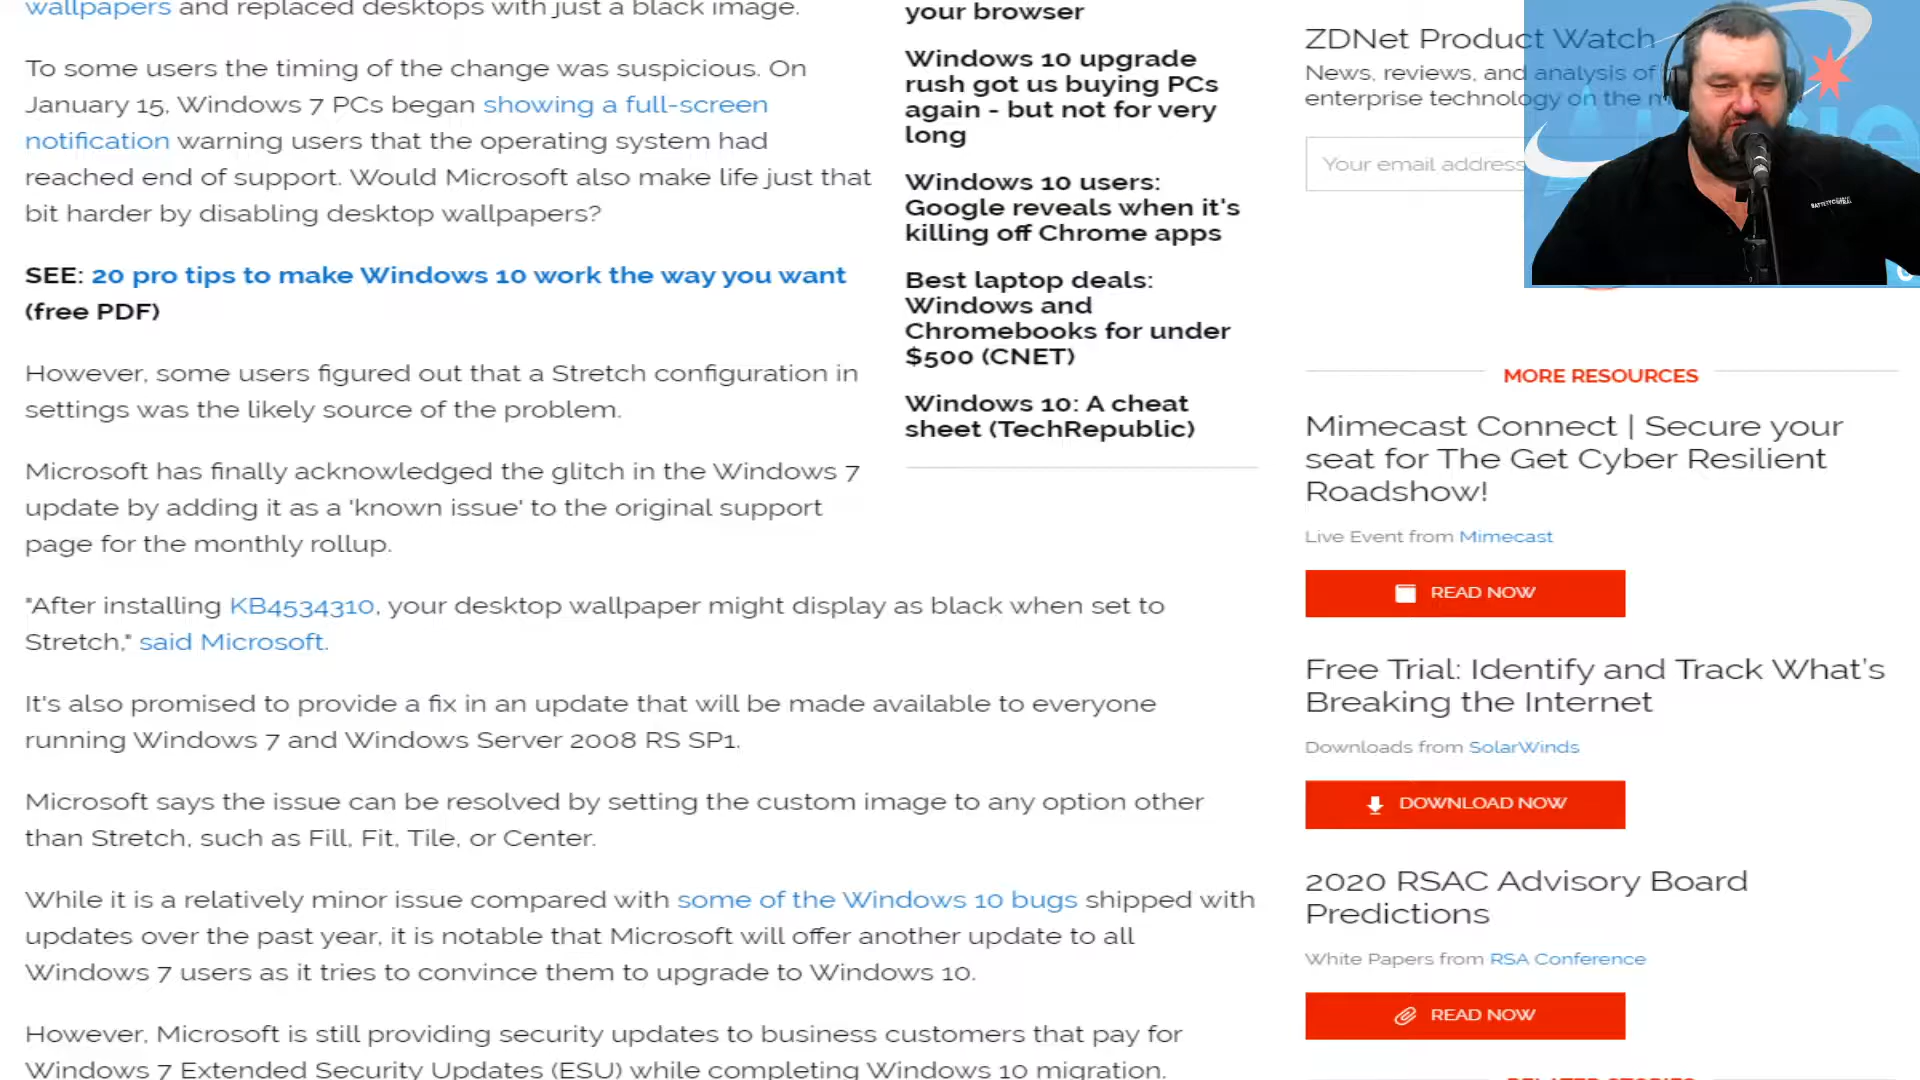 wallpapers and replaced desktops with just a black image.
To some users the timing of the change was suspicious. On
January 15, Windows 7 PCs began showing a full-screen
notification warning users that the operating system had
reached end of support. Would Microsoft also make life just that
bit harder by disabling desktop wallpapers?
SEE: 20 pro tips to make Windows 10 work the way you want
(free PDF)
However, some users figured out that a Stretch configuration in
settings was the likely source of the problem.
Microsoft has finally acknowledged the glitch in the Windows 7
update by adding it as a 'known issue' to the original support
page for the monthly rollup.
"After installing KB4534310, your desktop wallpaper might display as black when set to
Stretch," said Microsoft.
It's also promised to provide a fix in an update that will be made available to everyone
running Windows 7 and Windows Server 2008 RS SP1.
Microsoft says the issue can be resolved by setting the custom image to any option other
than Stretch, such as Fill, Fit, Tile, or Center.
While it is a relatively minor issue compared with some of the Windows 10 bugs shipped with
updates over the past year, it is notable that Microsoft will offer another update to all
Windows 7 users as it tries to convince them to upgrade to Windows 10.
However, Microsoft is still providing security updates to business customers that pay for
Windows 7 Extended Security Updates (ESU) while completing Windows 10 migration.
your browser
Windows 10 upgrade
rush got us buying PCs
again - but not for very
long
Windows 10 users:
Google reveals when it's
killing off Chrome apps
Best laptop deals:
Windows and
Chromebooks for under
$500 (CNET)
Windows 10: A cheat
sheet (TechRepublic)
ZDNet Product Watch
News, reviews, and analysis of
enterprise technology on the
Your email address
MORE RESOURCES
Mimecast Connect | Secure your
seat for The Get Cyber Resilient
Roadshow!
Live Event from Mimecast
READ NOW
Free Trial: Identify and Track What's
Breaking the Internet
Downloads from SolarWinds
DOWNLOAD NOW
2020 RSAC Advisory Board
Predictions
White Papers from RSA Conference
READ NOW
RELATED STORIES